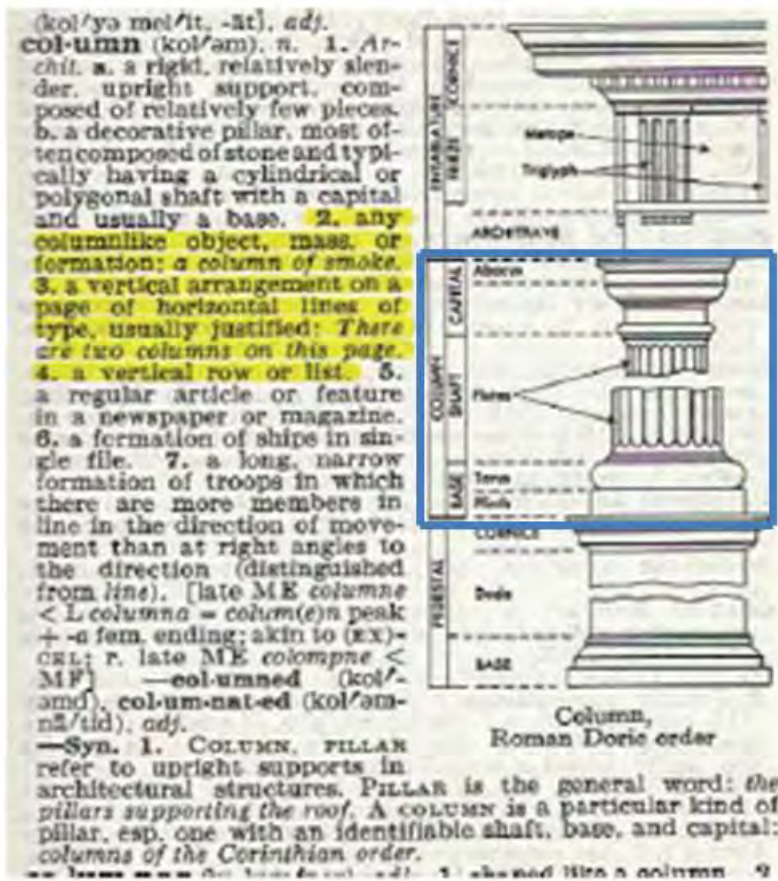 (kol′yə mel′it, -āt), adj.
col·umn (kol′əm), n. 1. Ar-
chit. a. a rigid, relatively slen-
der, upright support, com-
posed of relatively few pieces.
b. a decorative pillar, most of-
ten composed of stone and typi-
cally having a cylindrical or
polygonal shaft with a capital
and usually a base. 2. any
columnlike object, mass, or
formation: a column of smoke.
3. a vertical arrangement on a
page of horizontal lines of
type, usually justified: There
are two columns on this page.
4. a vertical row or list. 5.
a regular article or feature
in a newspaper or magazine.
6. a formation of ships in sin-
gle file. 7. a long, narrow
formation of troops in which
there are more members in
line in the direction of move-
ment than at right angles to
the direction (distinguished
from line). [late ME columne
< L columna = colum(e)n peak
+ -a fem. ending; akin to (EX)-
CEL; r. late ME colompne <
MF] —col·umned (kol′-
əmd), col·um·nat·ed (kol′əm-
nā′tid), adj.
—Syn. 1. COLUMN, PILLAR
refer to upright supports in
architectural structures. PILLAR is the general word: the
pillars supporting the roof. A COLUMN is a particular kind of
pillar, esp. one with an identifiable shaft, base, and capital:
columns of the Corinthian order.
shaped like a column. 2
ENTABLATURE
CORNICE
FRIEZE
Metope
Triglyph
ARCHITRAVE
COLUMN
CAPITAL
Abacus
SHAFT
Flutes
BASE
Torus
Plinth
PEDESTAL
CORNICE
Dado
BASE
Column,
Roman Doric order